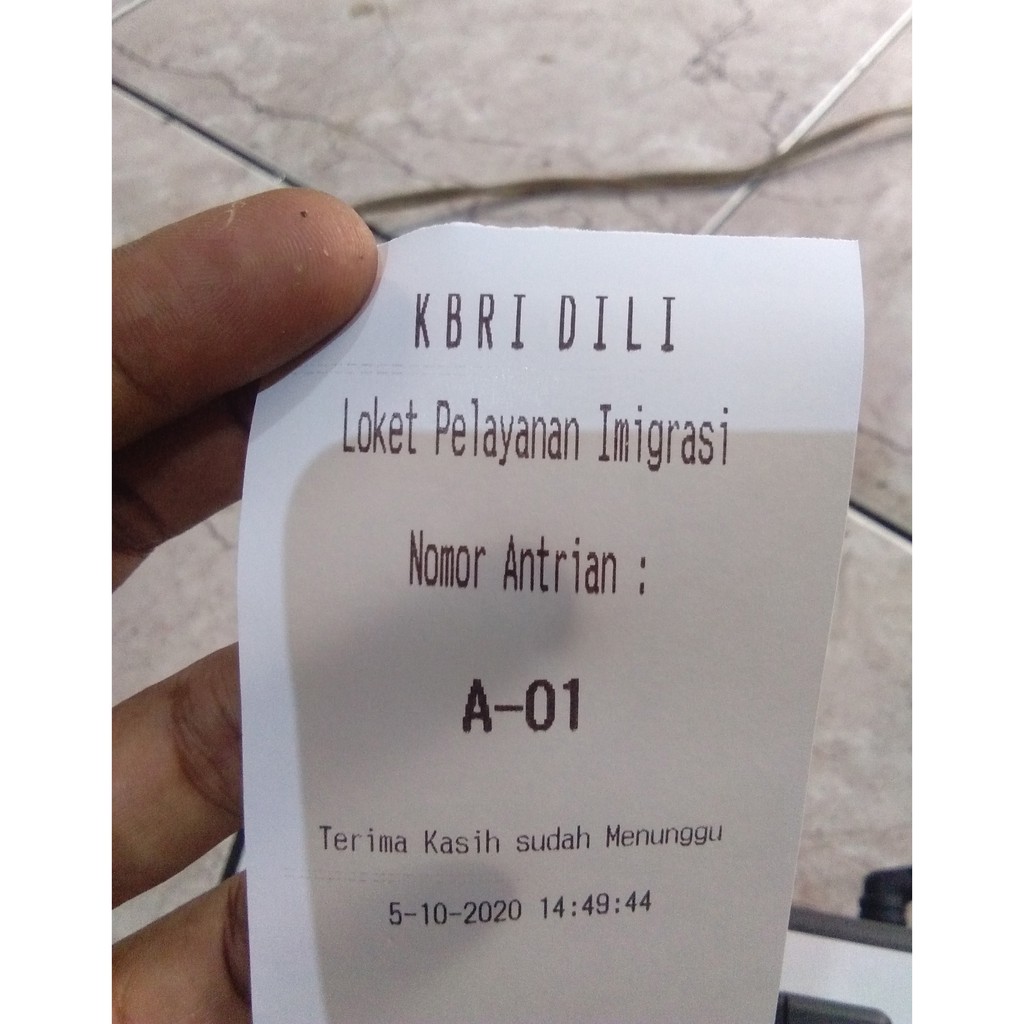 KBRI DILI
Loket Pelayanan Imigrasi
Nomor Antrian :
A-01
Terima Kasih sudah Menunggu
5-10-2020 14:49:44